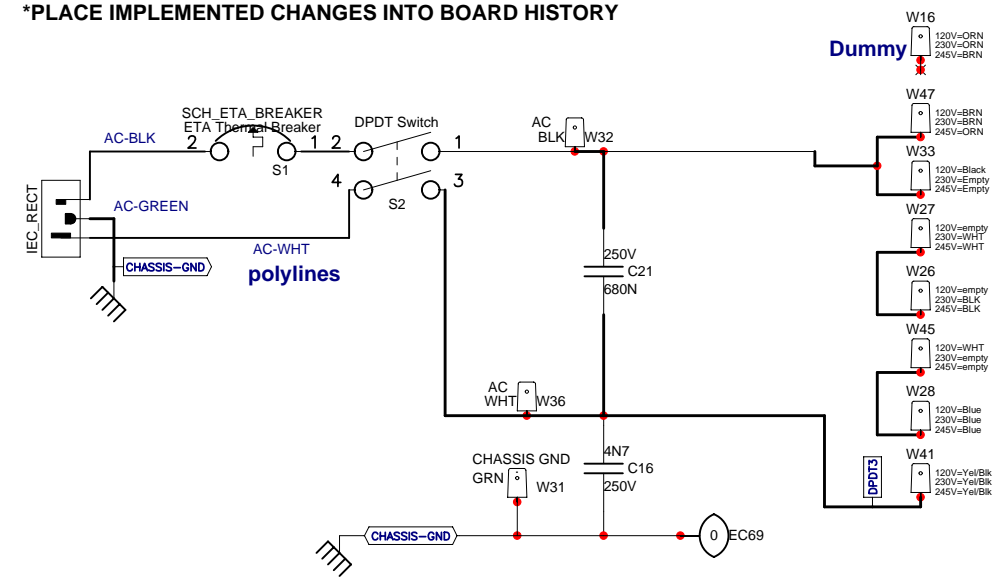 *PLACE IMPLEMENTED CHANGES INTO BOARD HISTORY
W16
120V=ORN
230V=ORN
245V=BRN
Dummy
W47
120V=BRN
230V=BRN
245V=ORN
SCH_ETA_BREAKER
ETA Thermal Breaker
DPDT Switch
AC
BLK
W32
AC-BLK
2
1
2
1
S1
W33
120V=Black
230V=Empty
245V=Empty
4
3
S2
IEC_RECT
AC-GREEN
W27
120V=empty
230V=WHT
245V=WHT
AC-WHT
CHASSIS-GND
polylines
250V
C21
680N
W26
120V=empty
230V=BLK
245V=BLK
W45
120V=WHT
230V=empty
245V=empty
AC
WHT
W36
W28
120V=Blue
230V=Blue
245V=Blue
4N7
C16
250V
CHASSIS GND
GRN
W31
DPDT3
W41
120V=Yel/Blk
230V=Yel/Blk
245V=Yel/Blk
CHASSIS-GND
0
EC69